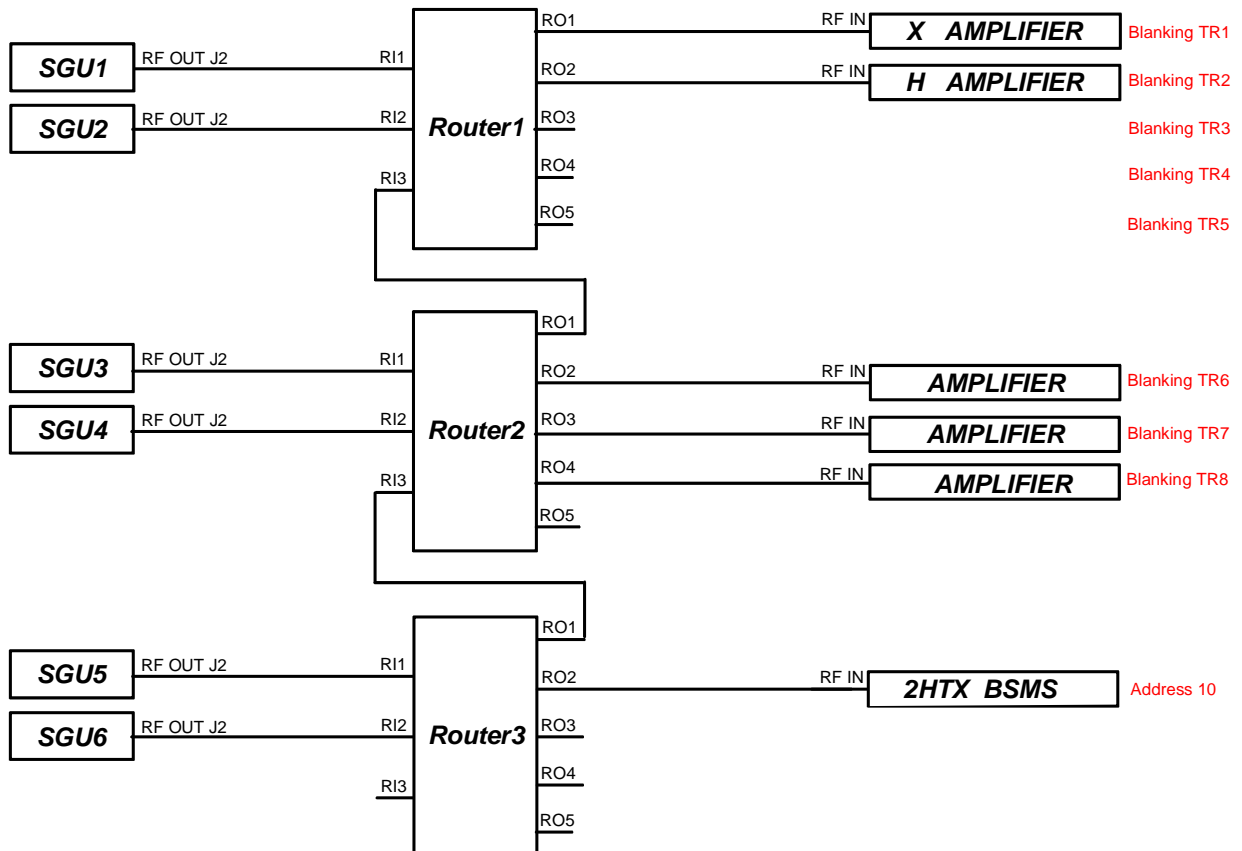 RO1 RF IN X AMPLIFIER Blanking TR1
SGU1 RF OUT J2 RI1
RO2 RF IN H AMPLIFIER Blanking TR2
SGU2 RF OUT J2 RI2 Router1 RO3 Blanking TR3
RI3 RO4 Blanking TR4
RO5 Blanking TR5
RO1
SGU3 RF OUT J2 RI1
RO2 RF IN AMPLIFIER Blanking TR6
SGU4 RF OUT J2 RI2 Router2 RO3 RF IN AMPLIFIER Blanking TR7
RI3 RO4 RF IN AMPLIFIER Blanking TR8
RO5
RO1
SGU5 RF OUT J2 RI1
RO2 RF IN 2HTX BSMS Address 10
SGU6 RF OUT J2 RI2 Router3 RO3
RI3 RO4
RO5